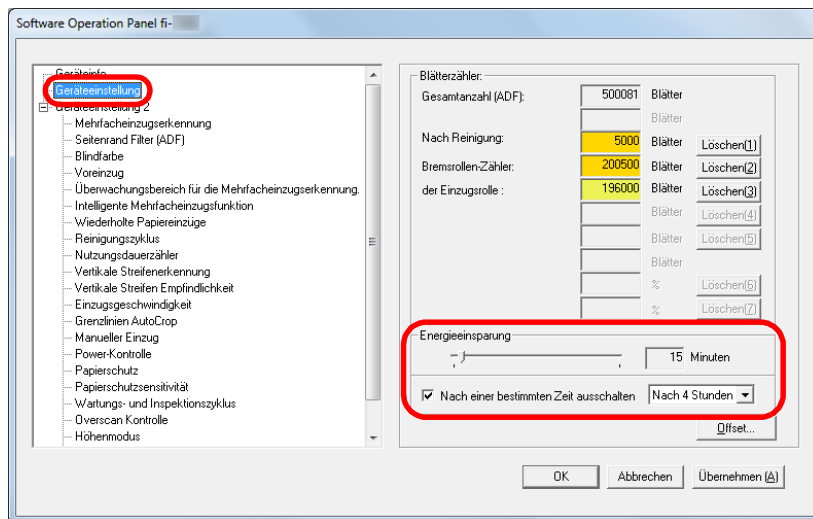 Software Operation Panel fi-
Geräteinfo
Geräteeinstellung
Geräteeinstellung 2
Mehrfacheinzugserkennung
Seitenrand Filter (ADF)
Blindfarbe
Voreinzug
Überwachungsbereich für die Mehrfacheinzugserkennung.
Intelligente Mehrfacheinzugsfunktion
Wiederholte Papiereinzüge
Reinigungszyklus
Nutzungsdauerzähler
Vertikale Streifenerkennung
Vertikale Streifen Empfindlichkeit
Einzugsgeschwindigkeit
Grenzlinien AutoCrop
Manueller Einzug
Power-Kontrolle
Papierschutz
Papierschutzsensitivität
Wartungs- und Inspektionszyklus
Overscan Kontrolle
Höhenmodus
Blätterzähler:
Gesamtanzahl (ADF): 500081 Blätter
Blätter
Nach Reinigung: 5000 Blätter Löschen(1)
Bremsrollen-Zähler: 200500 Blätter Löschen(2)
der Einzugsrolle : 196000 Blätter Löschen(3)
Blätter Löschen(4)
Blätter Löschen(5)
Blätter
% Löschen(6)
% Löschen(7)
Energieeinsparung
15 Minuten
Nach einer bestimmten Zeit ausschalten Nach 4 Stunden
Offset...
OK Abbrechen Übernehmen (A)